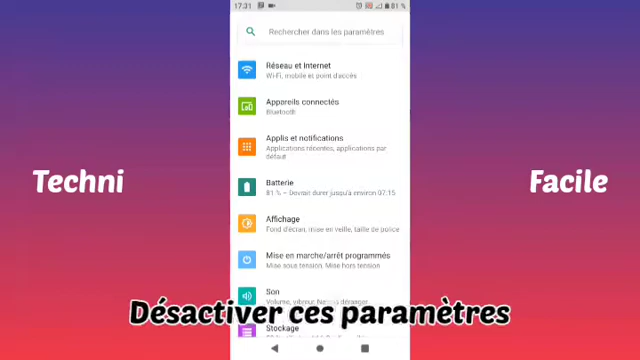 17:31
81 %
Rechercher dans les paramètres
Réseau et Internet
Wi-Fi, mobile et point d'accès
Appareils connectés
Bluetooth
Applis et notifications
Applications récentes, applications par
défaut
Techni
Facile
Batterie
81 % – Devrait durer jusqu'à environ 07:15
Affichage
Fond d'écran, mise en veille, taille de police
Mise en marche/arrêt programmés
Mise sous tension, Mise hors tension
Son
Volume, vibreur, Ne pas déranger
Désactiver ces paramètres
Stockage